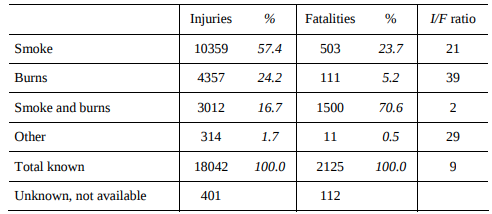 Injuries % Fatalities % I/F ratio
Smoke 10359 57.4 503 23.7 21
Burns 4357 24.2 111 5.2 39
Smoke and burns 3012 16.7 1500 70.6 2
Other 314 1.7 11 0.5 29
Total known 18042 100.0 2125 100.0 9
Unknown, not available 401 112